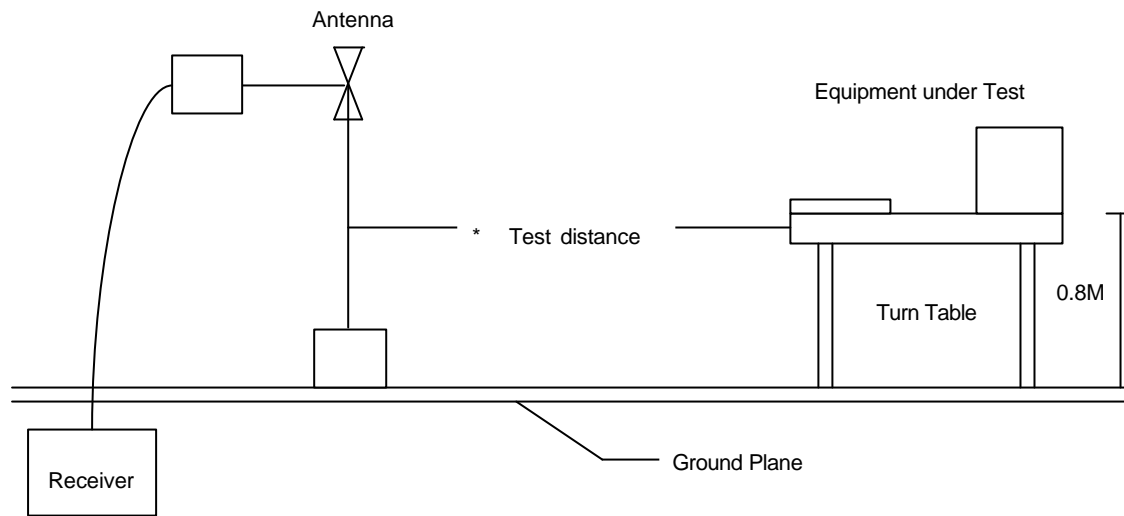 Antenna
Equipment under Test
* Test distance
0.8M
Turn Table
Ground Plane
Receiver